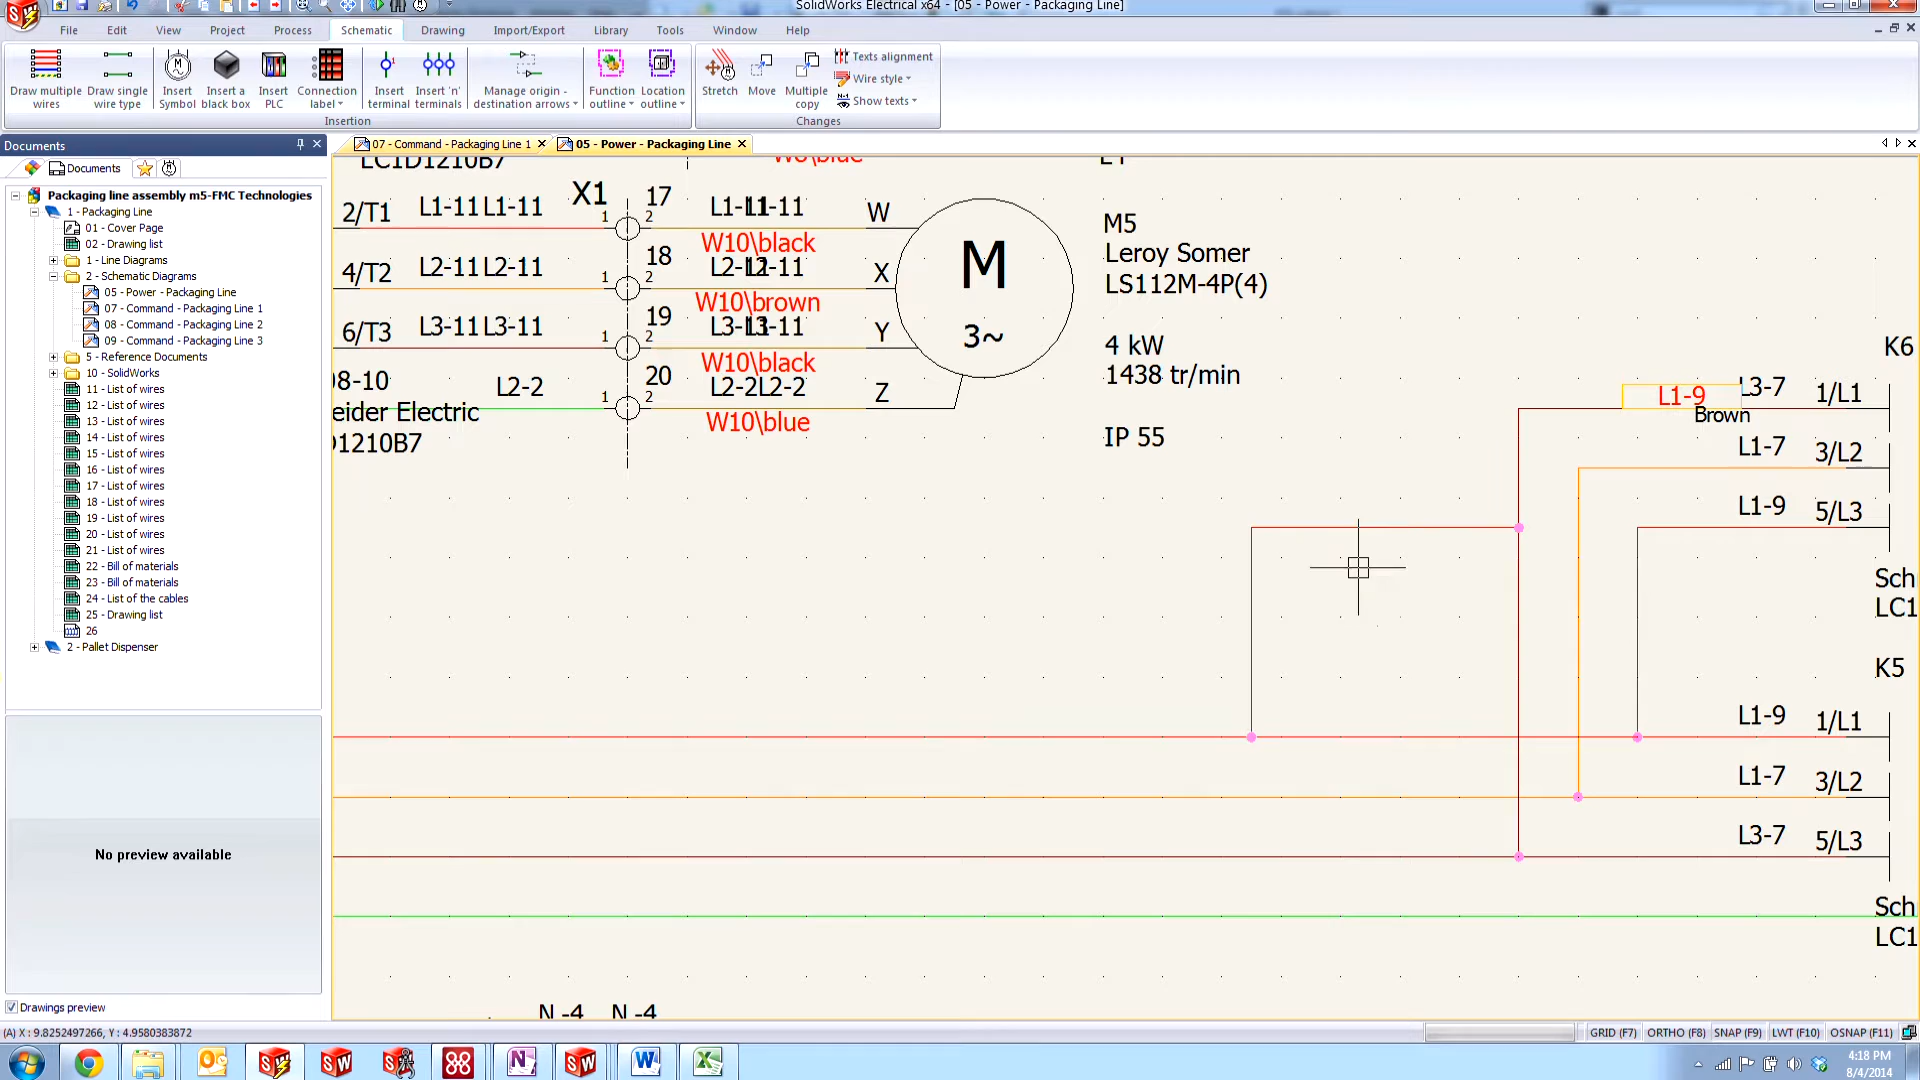 SolidWorks Electrical x64 - [05 - Power - Packaging Line]
File Edit View Project Process Schematic Drawing Import/Export Library Tools Window Help
Draw multiple wires
Draw single wire type
Insert Symbol
Insert a black box
Insert PLC
Connection label
Insert terminal
Insert 'n' terminals
Manage origin - destination arrows
Function outline
Location outline
Stretch
Move
Multiple copy
Texts alignment
Wire style
Show texts
Insertion
Changes
Documents
07 - Command - Packaging Line 1
05 - Power - Packaging Line
Documents
Packaging line assembly m5-FMC Technologies
1 - Packaging Line
01 - Cover Page
02 - Drawing list
1 - Line Diagrams
2 - Schematic Diagrams
05 - Power - Packaging Line
07 - Command - Packaging Line 1
08 - Command - Packaging Line 2
09 - Command - Packaging Line 3
5 - Reference Documents
10 - SolidWorks
11 - List of wires
12 - List of wires
13 - List of wires
14 - List of wires
15 - List of wires
16 - List of wires
17 - List of wires
18 - List of wires
19 - List of wires
20 - List of wires
21 - List of wires
22 - Bill of materials
23 - Bill of materials
24 - List of the cables
25 - Drawing list
26
2 - Pallet Dispenser
No preview available
Drawings preview
LC1D1210B7
X1
2/T1 L1-11 L1-11 1 17 2 L1-11 L1-11 W
W10\black
4/T2 L2-11 L2-11 1 18 2 L2-11 L2-11 X
W10\brown
6/T3 L3-11 L3-11 1 19 2 L3-11 L3-11 Y
W10\black
08-10 L2-2 1 20 2 L2-2 L2-2 Z
eider Electric
W10\blue
D1210B7
M
3~
M5
Leroy Somer
LS112M-4P(4)
4 kW
1438 tr/min
IP 55
K6
L1-9 L3-7 1/L1
Brown
L1-7 3/L2
L1-9 5/L3
Sch
LC1
K5
L1-9 1/L1
L1-7 3/L2
L3-7 5/L3
Sch
LC1
N -4 N -4
(A) X : 9.8252497266, Y : 4.9580383872
GRID (F7) ORTHO (F8) SNAP (F9) LWT (F10) OSNAP (F11)
4:18 PM
8/4/2014